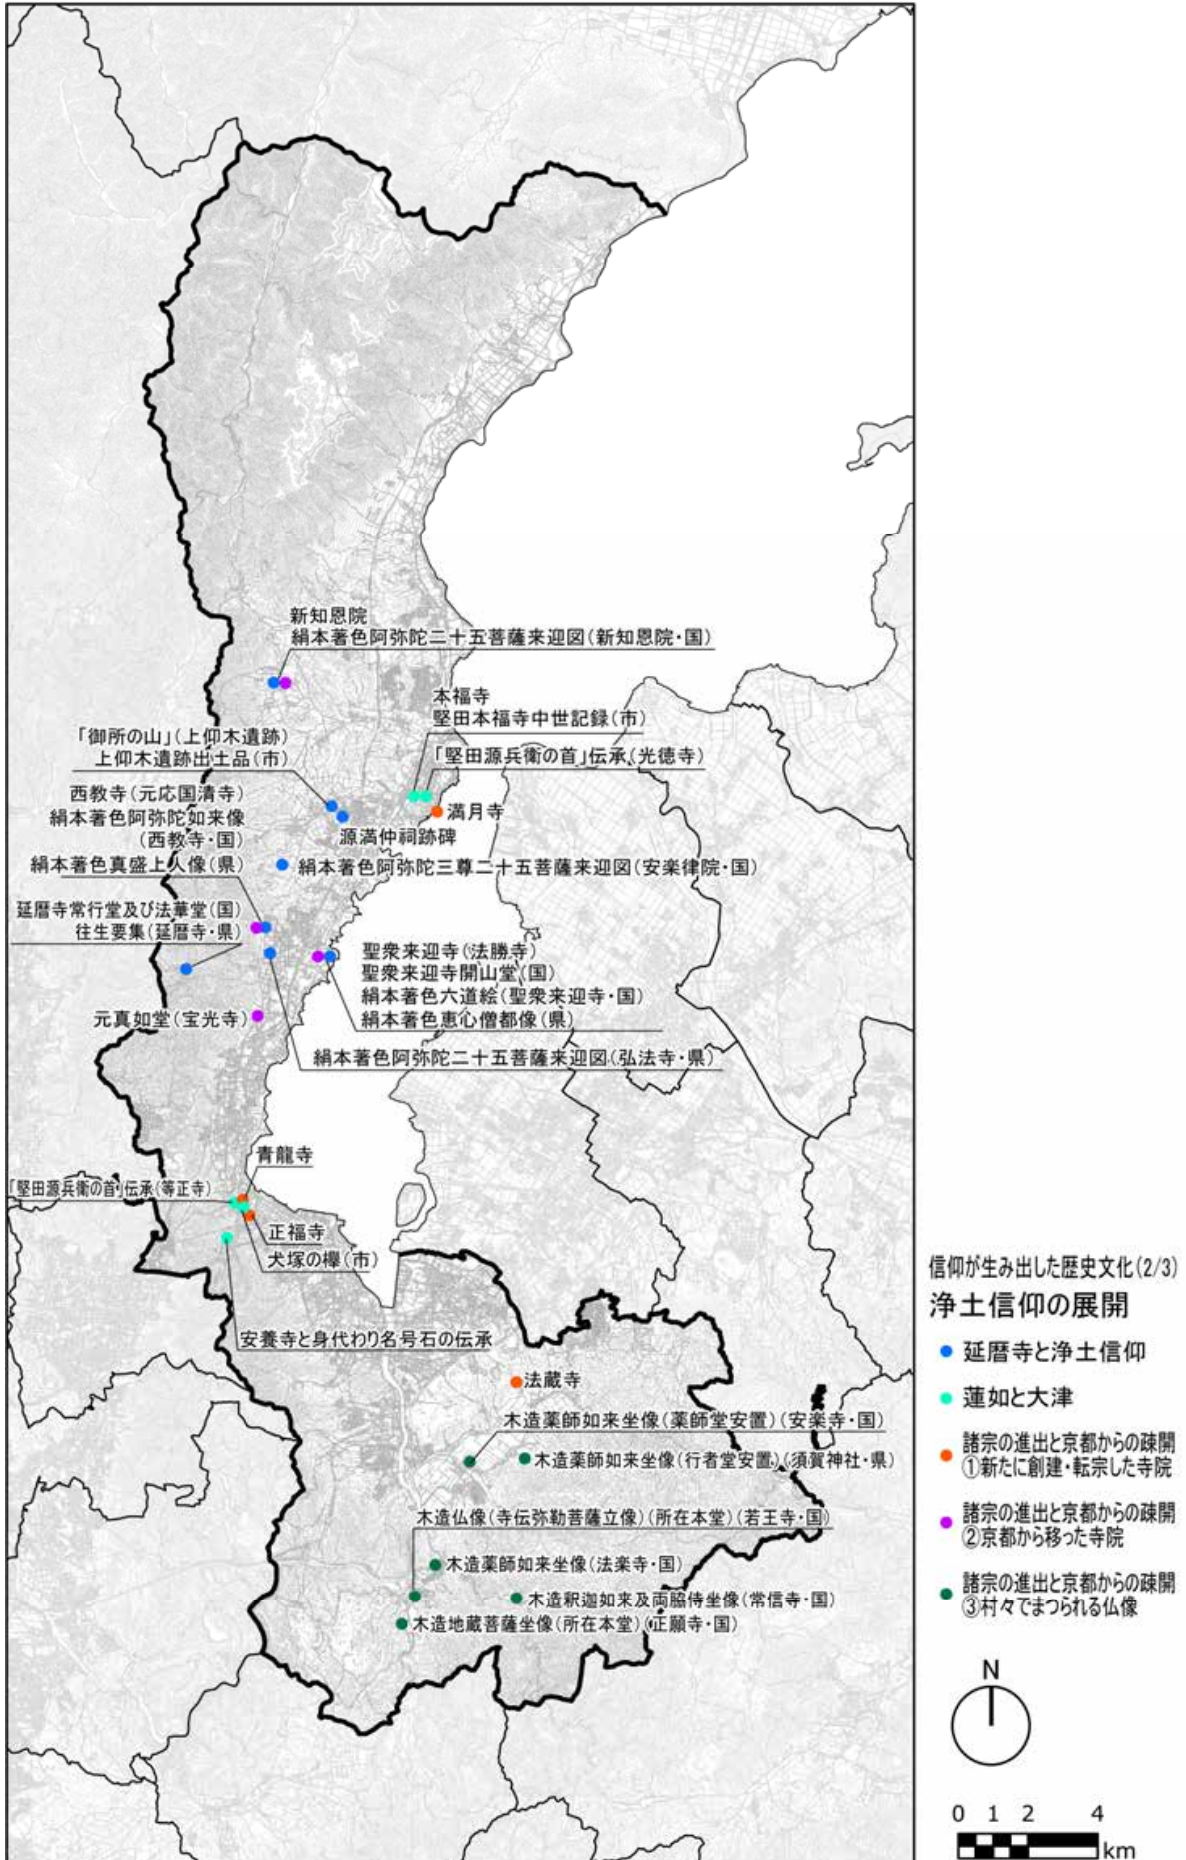 新知恩院
絹本著色阿弥陀二十五菩薩来迎図(新知恩院・国)
本福寺
堅田本福寺中世記録(市)
「御所の山」(上仰木遺跡)
上仰木遺跡出土品(市)
「堅田源兵衛の首」伝承(光徳寺)
西教寺(元応国清寺)
絹本著色阿弥陀如来像
(西教寺・国)
絹本著色真盛上人像(県)
満月寺
源満仲祠跡碑
絹本著色阿弥陀三尊二十五菩薩来迎図(安楽律院・国)
延暦寺常行堂及び法華堂(国)
往生要集(延暦寺・県)
聖衆来迎寺(法勝寺)
聖衆来迎寺開山堂(国)
絹本著色六道絵(聖衆来迎寺・国)
絹本著色恵心僧都像(県)
元真如堂(宝光寺)
絹本著色阿弥陀二十五菩薩来迎図(弘法寺・県)
青龍寺
「堅田源兵衛の首」伝承(等正寺)
正福寺
犬塚の欅(市)
安養寺と身代わり名号石の伝承
法蔵寺
木造薬師如来坐像(薬師堂安置)(安楽寺・国)
木造薬師如来坐像(行者堂安置)(須賀神社・県)
木造仏像(寺伝弥勒菩薩立像)(所在本堂)(若王寺・国)
木造薬師如来坐像(法楽寺・国)
木造釈迦如来及両脇侍坐像(常信寺・国)
木造地蔵菩薩坐像(所在本堂)(正願寺・国)
信仰が生み出した歴史文化(2/3)
浄土信仰の展開
延暦寺と浄土信仰
蓮如と大津
諸宗の進出と京都からの疎開
①新たに創建・転宗した寺院
諸宗の進出と京都からの疎開
②京都から移った寺院
諸宗の進出と京都からの疎開
③村々でまつられる仏像
N
0 1 2 4
km